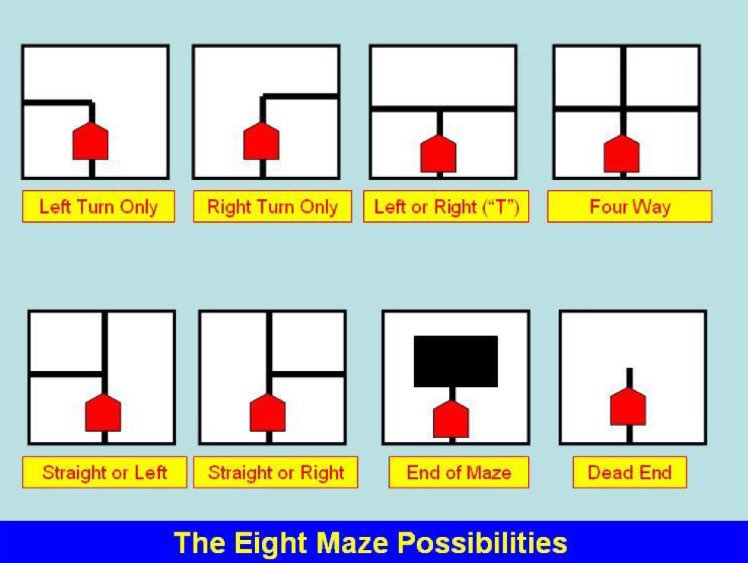 Left Turn Only
Right Turn Only
Left or Right (“T”)
Four Way
Straight or Left
Straight or Right
End of Maze
Dead End
The Eight Maze Possibilities